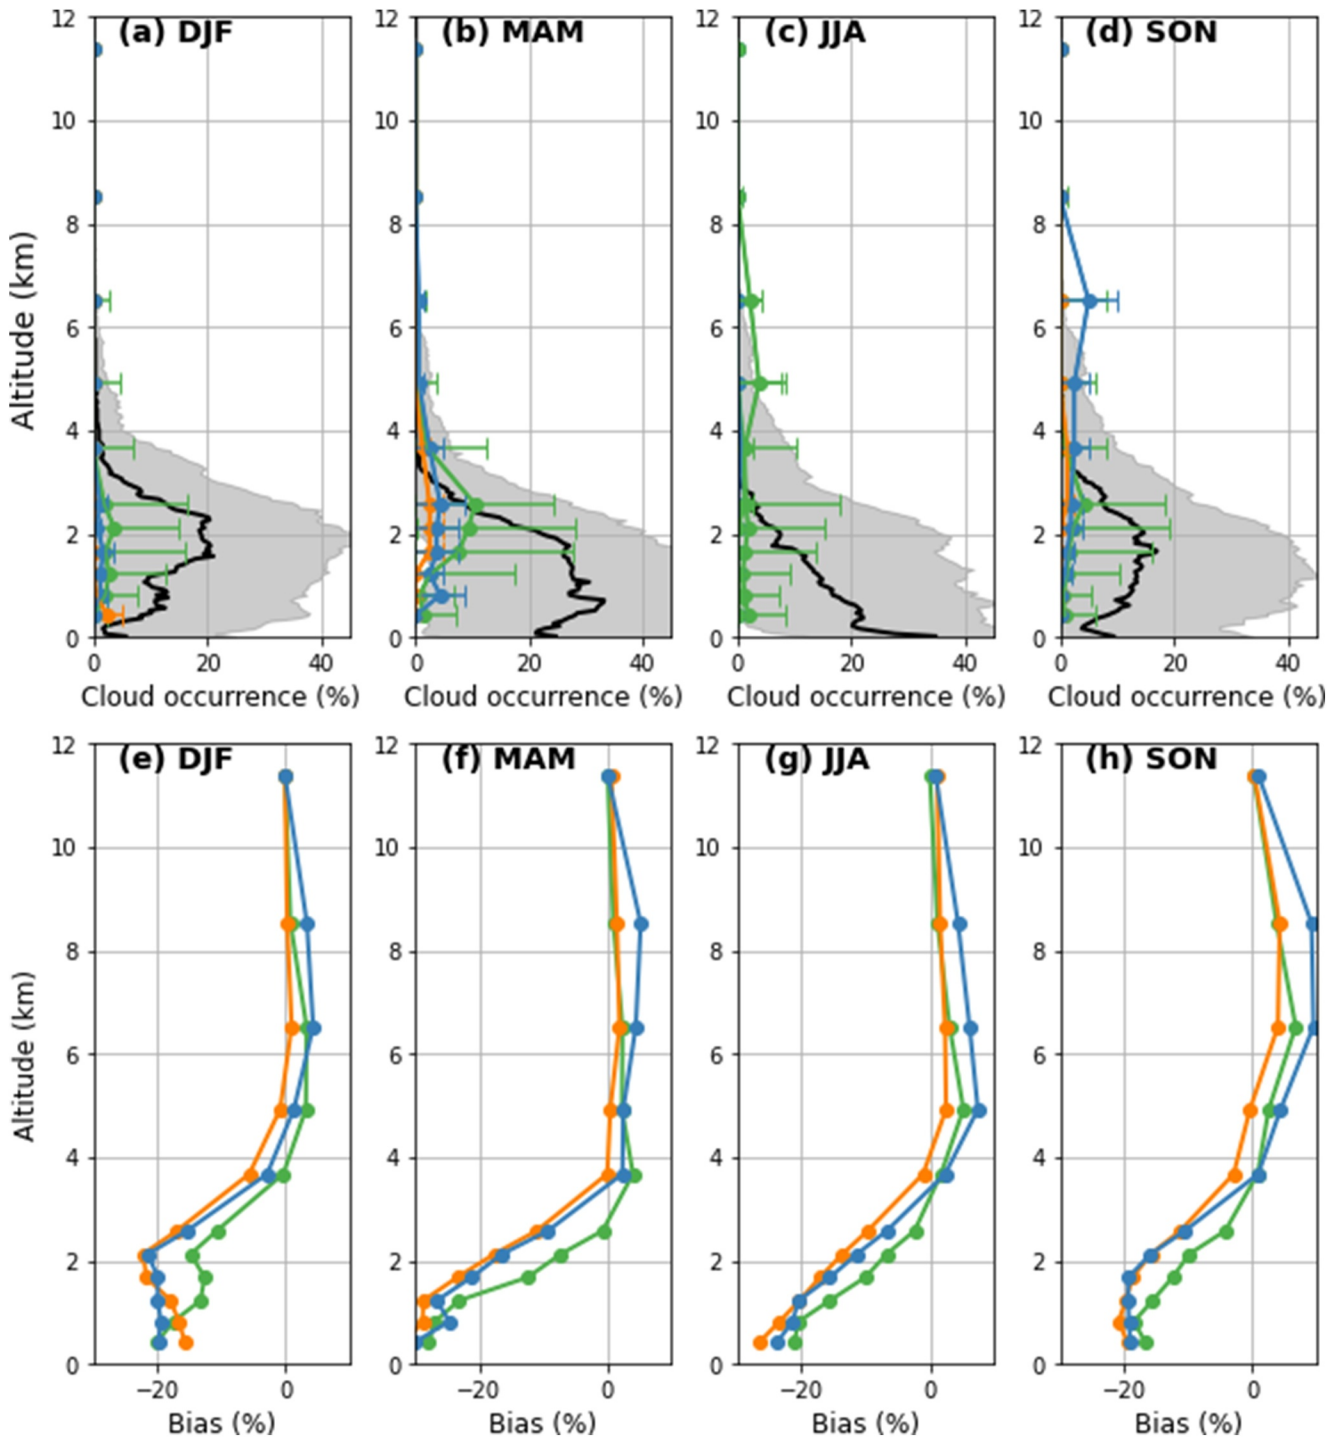 (a) DJF (b) MAM (c) JJA (d) SON
12 12 12 12
10 10 10 10
8 8 8 8
6 6 6 6
4 4 4 4
2 2 2 2
0 0 0 0
Altitude (km)
0 20 40 0 20 40 0 20 40 0 20 40
Cloud occurrence (%) Cloud occurrence (%) Cloud occurrence (%) Cloud occurrence (%)
(e) DJF (f) MAM (g) JJA (h) SON
12 12 12 12
10 10 10 10
8 8 8 8
6 6 6 6
4 4 4 4
2 2 2 2
0 0 0 0
Altitude (km)
−20 0 −20 0 −20 0 −20 0
Bias (%) Bias (%) Bias (%) Bias (%)